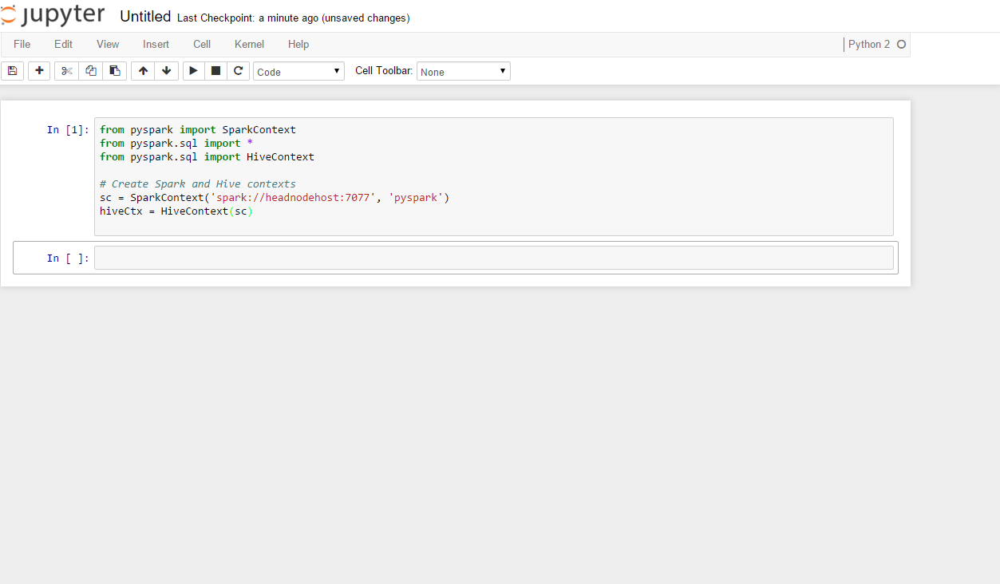 jupyter Untitled Last Checkpoint: a minute ago (unsaved changes)
File Edit View Insert Cell Kernel Help Python 2
Code Cell Toolbar: None
In [1]: from pyspark import SparkContext
from pyspark.sql import *
from pyspark.sql import HiveContext
# Create Spark and Hive contexts
sc = SparkContext('spark://headnodehost:7077', 'pyspark')
hiveCtx = HiveContext(sc)
In [ ]: